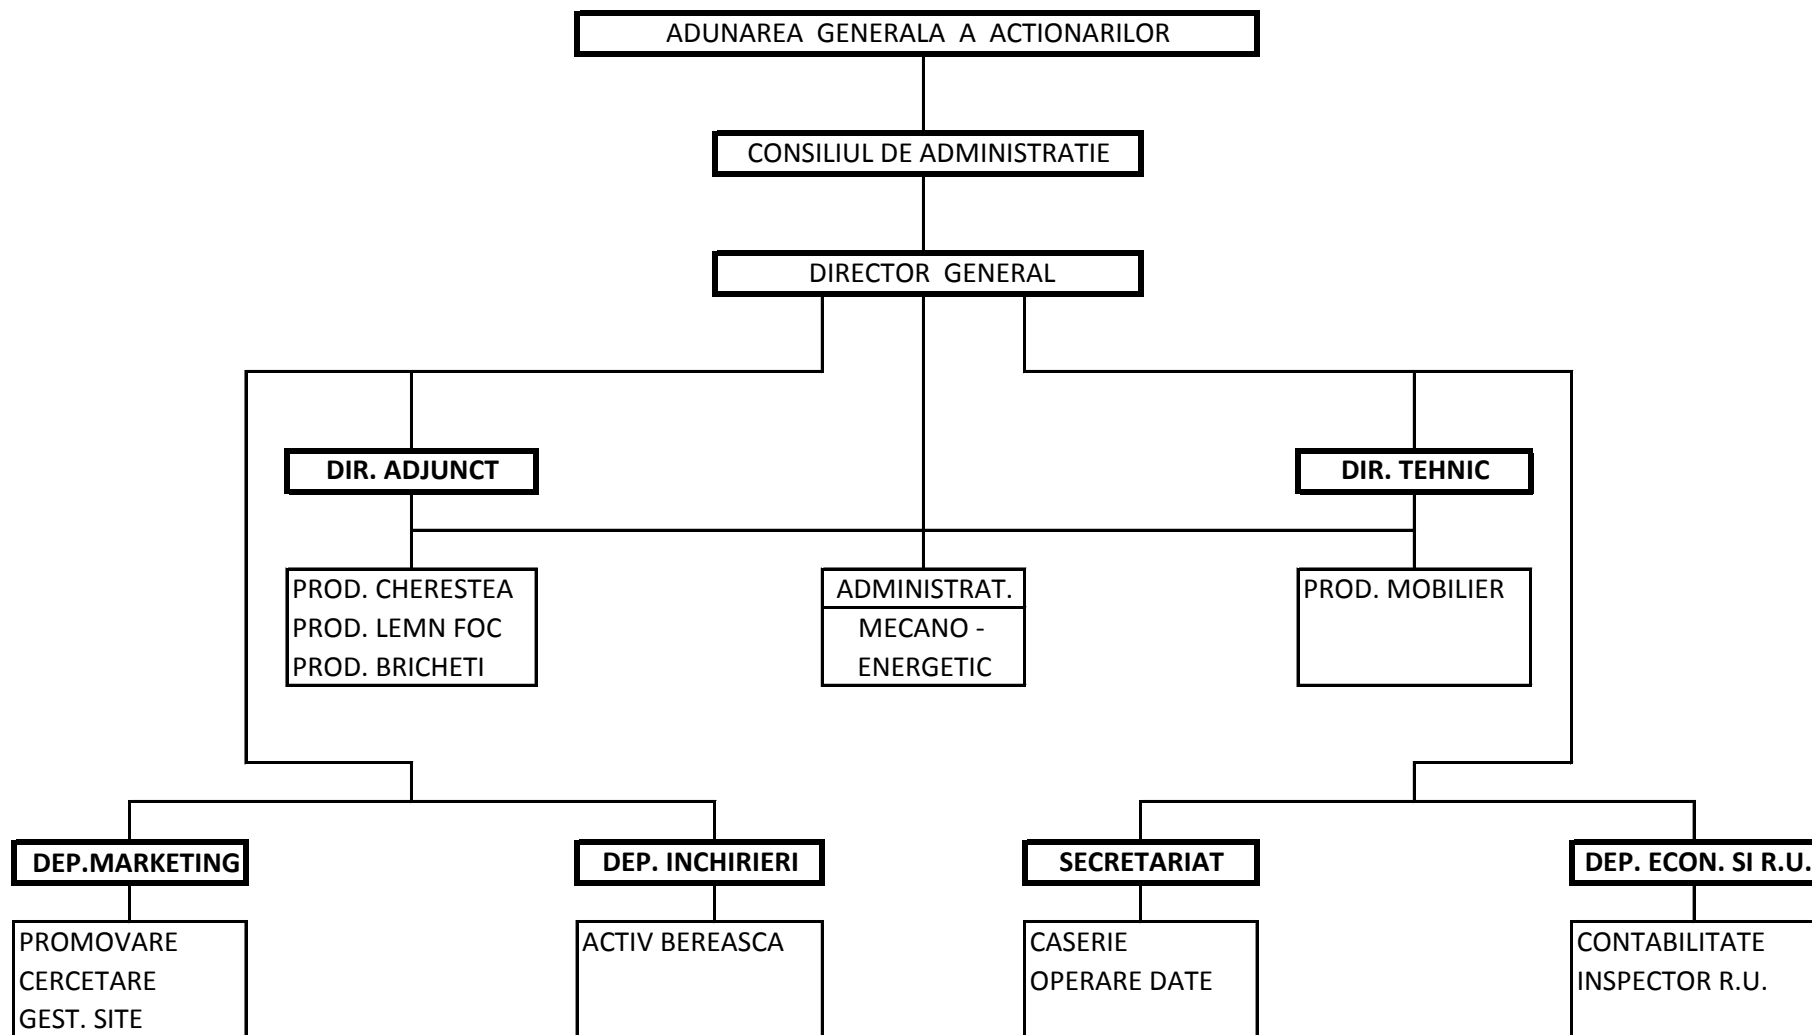 ADUNAREA GENERALA A ACTIONARILOR
CONSILIUL DE ADMINISTRATIE
DIRECTOR GENERAL
DIR. ADJUNCT
DIR. TEHNIC
PROD. CHERESTEA
PROD. LEMN FOC
PROD. BRICHETI
ADMINISTRAT.
MECANO -
ENERGETIC
PROD. MOBILIER
DEP.MARKETING
DEP. INCHIRIERI
SECRETARIAT
DEP. ECON. SI R.U.
PROMOVARE
CERCETARE
GEST. SITE
ACTIV BEREASCA
CASERIE
OPERARE DATE
CONTABILITATE
INSPECTOR R.U.